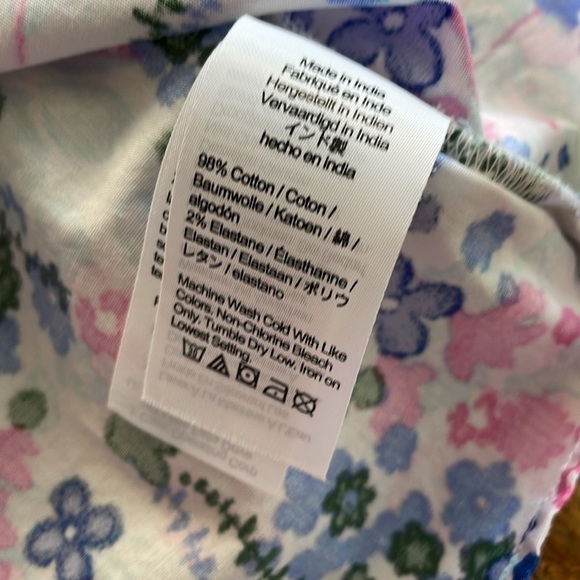 Made in India
Fabriqué en Inde
Hergestellt in Indien
Vervaardigd in India
インド製
hecho en India
98% Cotton / Coton /
Baumwolle / Katoen / 綿 /
algodón
2% Elastane / Élasthanne /
Elastan / Elastaan / ポリウ
レタン / elastano
Machine Wash Cold With Like
Colors. Non-Chlorine Bleach
Only. Tumble Dry Low. Iron on
Lowest Setting.